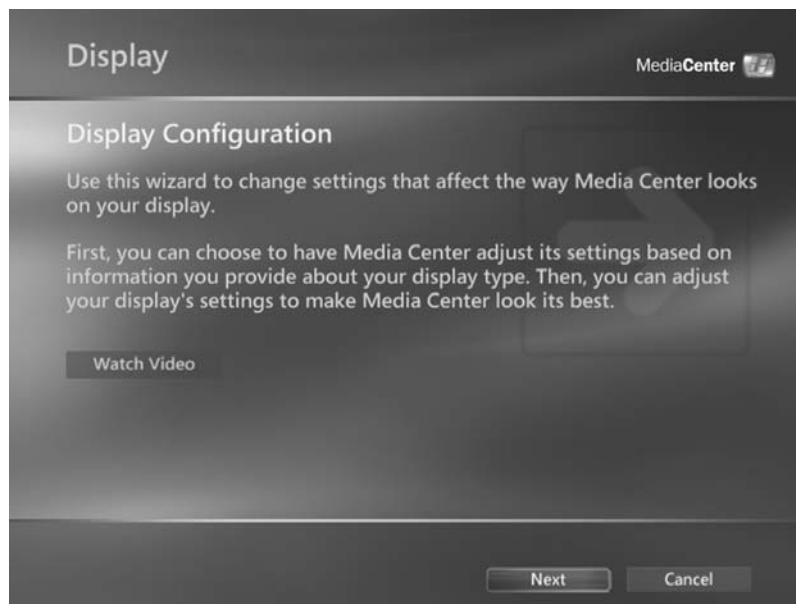 Display
MediaCenter
Display Configuration
Use this wizard to change settings that affect the way Media Center looks
on your display.
First, you can choose to have Media Center adjust its settings based on
information you provide about your display type. Then, you can adjust
your display's settings to make Media Center look its best.
Watch Video
Next
Cancel